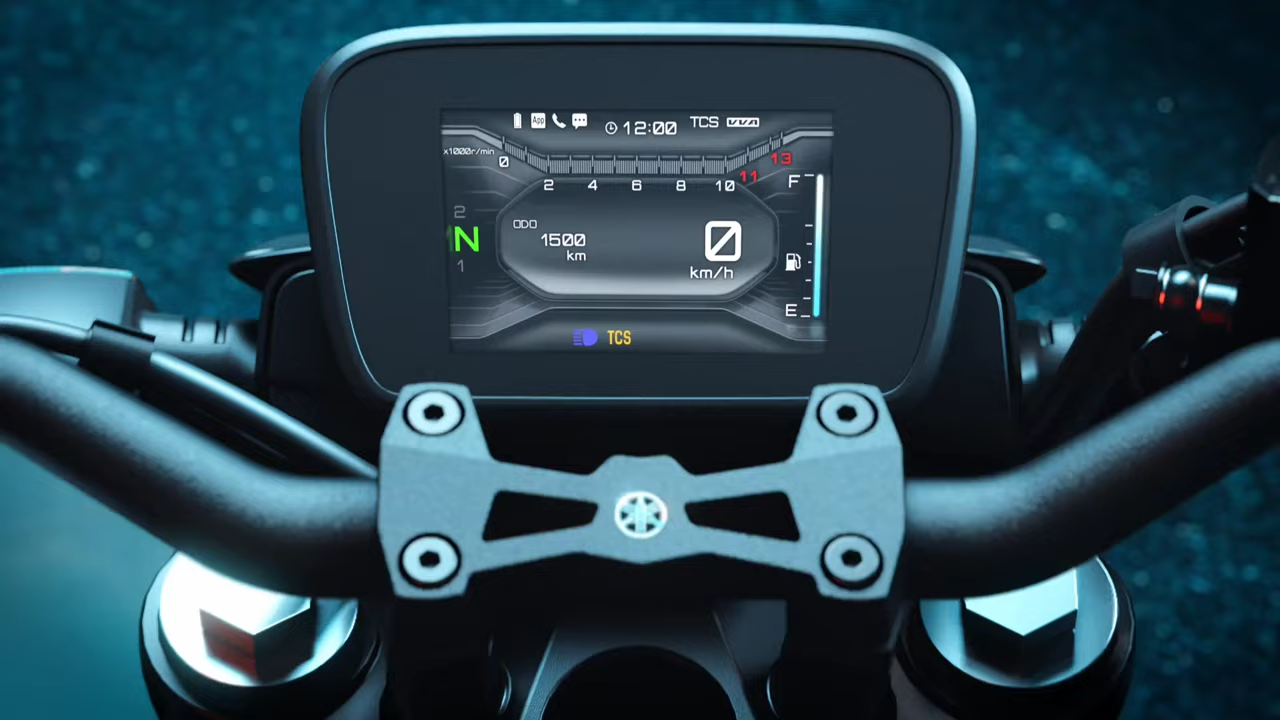 App 12:00 TCS VVA
x1000r/min 0 13
2 4 6 8 10 11
F
2
N
1
ODO
1500
km
0
km/h
E
TCS